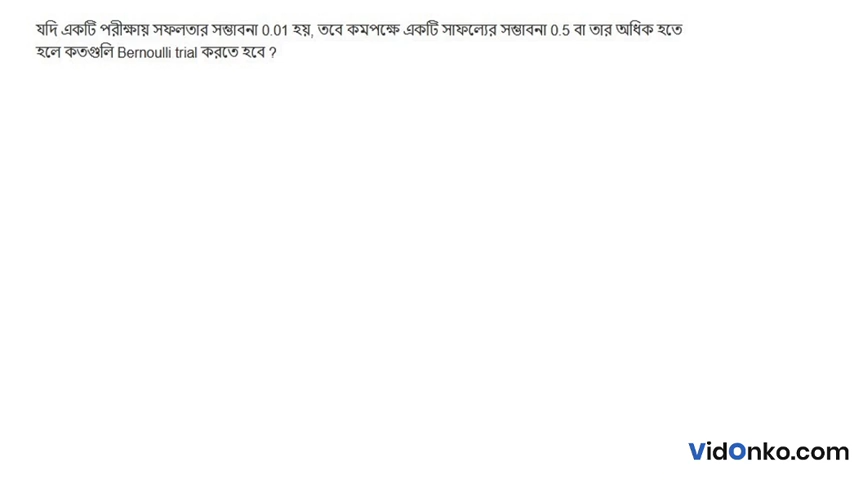 যদি একটি পরীক্ষায় সফলতার সম্ভাবনা 0.01 হয়, তবে কমপক্ষে একটি সাফল্যের সম্ভাবনা 0.5 বা তার অধিক হতে
হলে কতগুলি Bernoulli trial করতে হবে ?
VidOnko.com